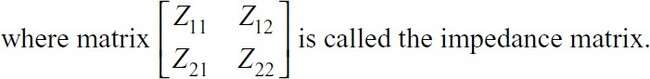 where matrix [Z11 Z12
Z21 Z22] is called the impedance matrix.